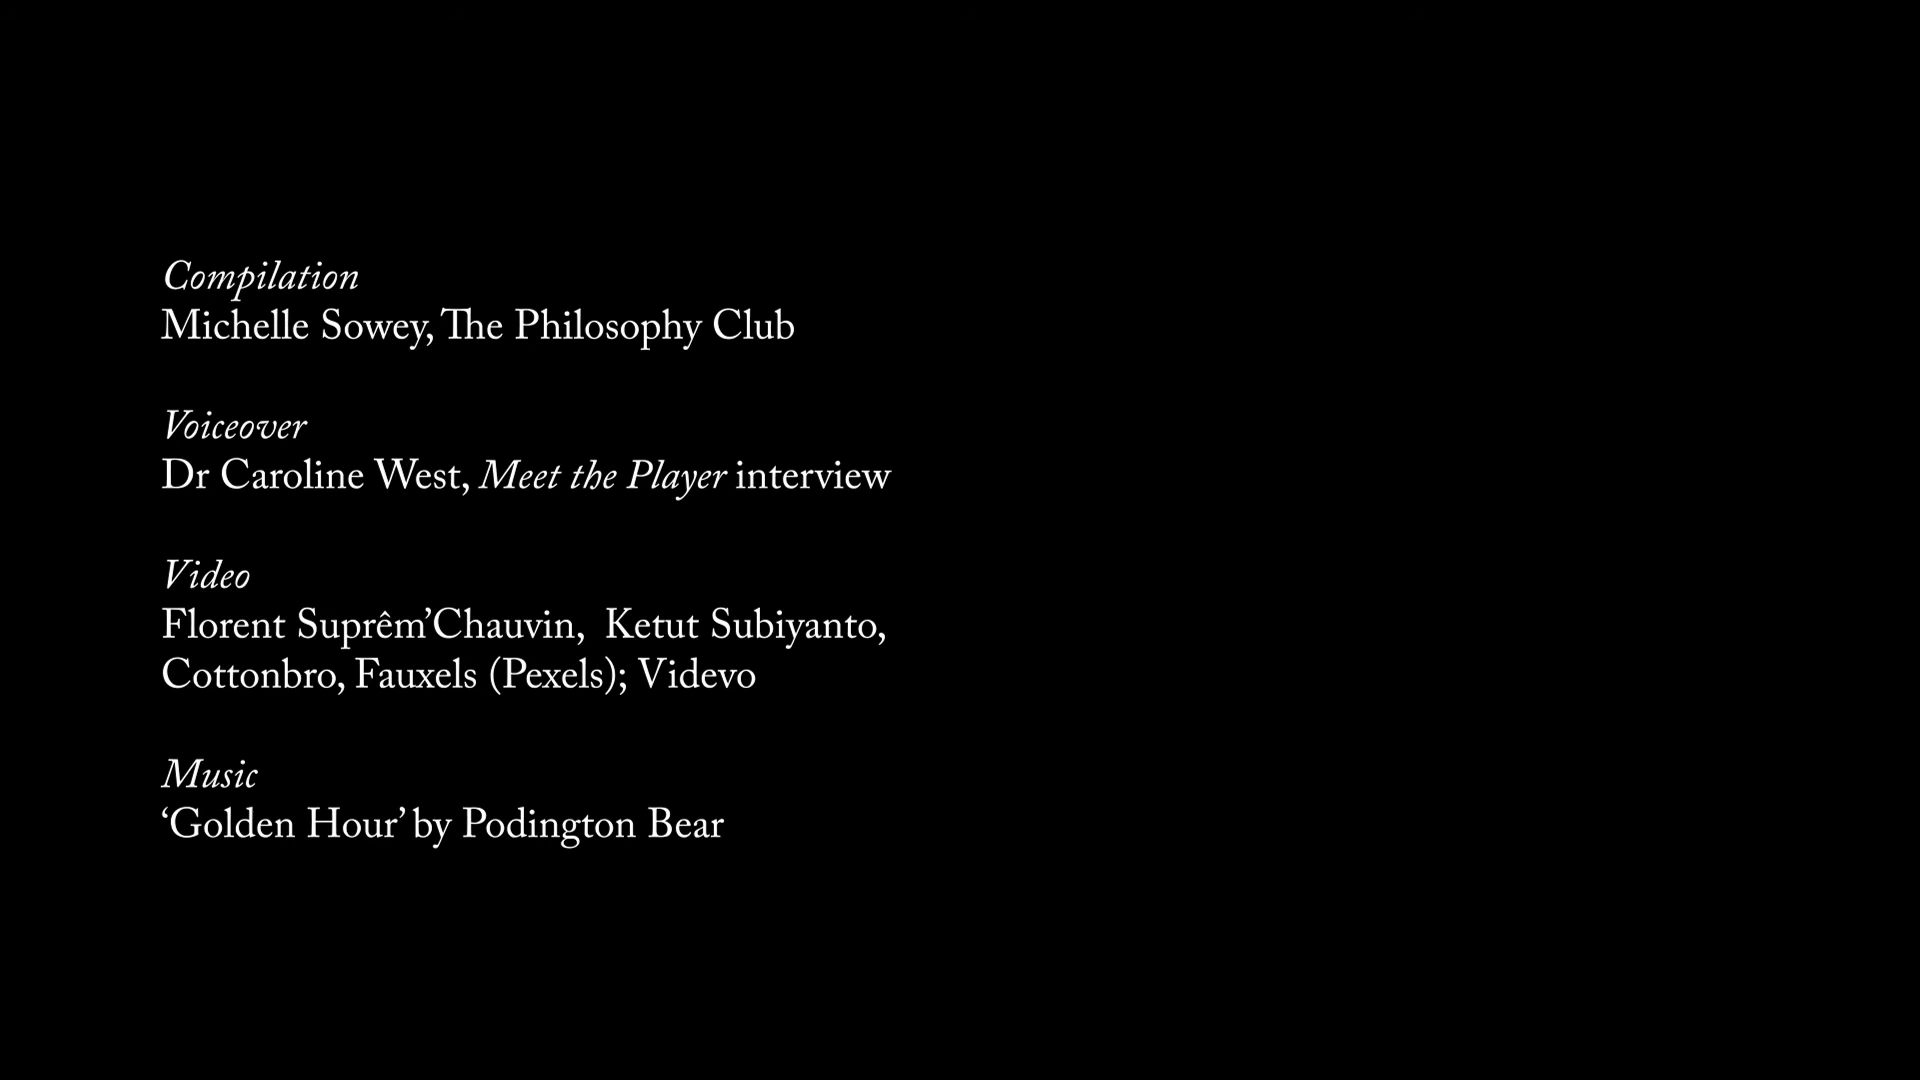 Compilation
Michelle Sowey, The Philosophy Club
Voiceover
Dr Caroline West, Meet the Player interview
Video
Florent Suprêm’Chauvin,  Ketut Subiyanto,
Cottonbro, Fauxels (Pexels); Videvo
Music
‘Golden Hour’ by Podington Bear